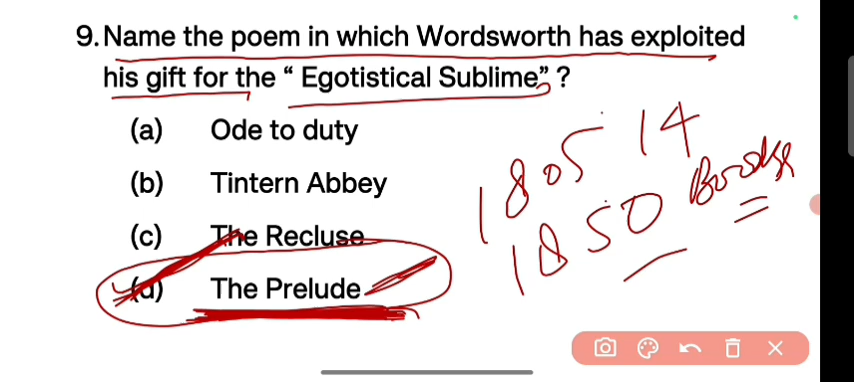 9. Name the poem in which Wordsworth has exploited
his gift for the “ Egotistical Sublime” ?
(a) Ode to duty
(b) Tintern Abbey
(c) The Recluse
(d) The Prelude
1805 14
1850 Books